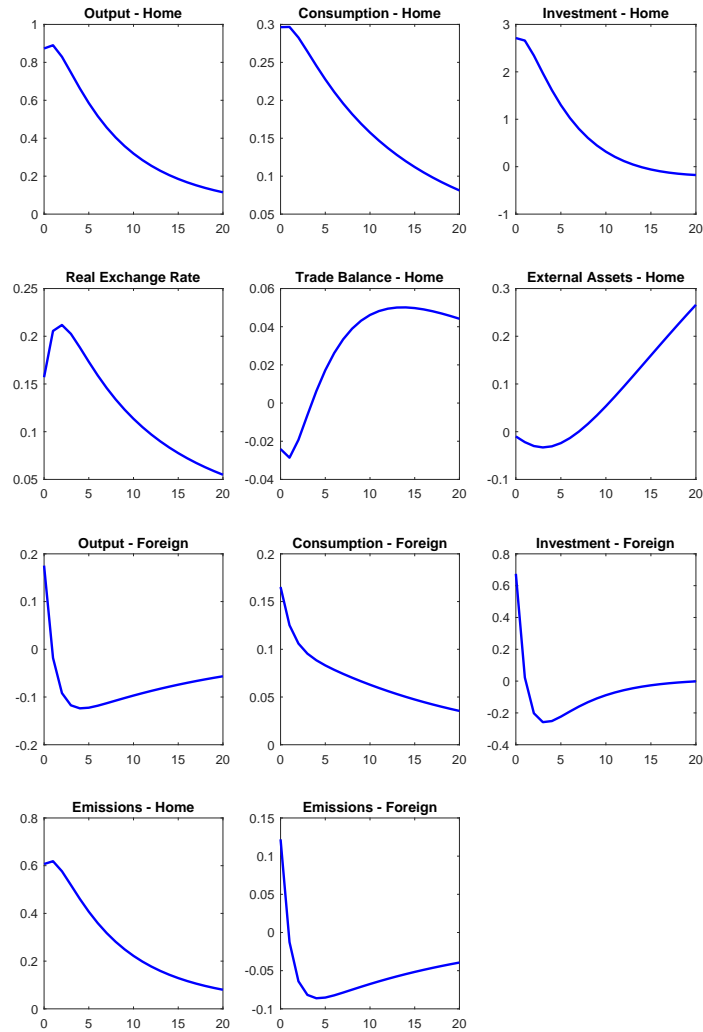 Output - Home
1
0.8
0.6
0.4
0.2
0
0 5 10 15 20
Consumption - Home
0.3
0.25
0.2
0.15
0.1
0.05
0 5 10 15 20
Investment - Home
3
2
1
0
-1
0 5 10 15 20
Real Exchange Rate
0.25
0.2
0.15
0.1
0.05
0 5 10 15 20
Trade Balance - Home
0.06
0.04
0.02
0
-0.02
-0.04
0 5 10 15 20
External Assets - Home
0.3
0.2
0.1
0
-0.1
0 5 10 15 20
Output - Foreign
0.2
0.1
0
-0.1
-0.2
0 5 10 15 20
Consumption - Foreign
0.2
0.15
0.1
0.05
0
0 5 10 15 20
Investment - Foreign
0.8
0.6
0.4
0.2
0
-0.2
-0.4
0 5 10 15 20
Emissions - Home
0.8
0.6
0.4
0.2
0
0 5 10 15 20
Emissions - Foreign
0.15
0.1
0.05
0
-0.05
-0.1
0 5 10 15 20